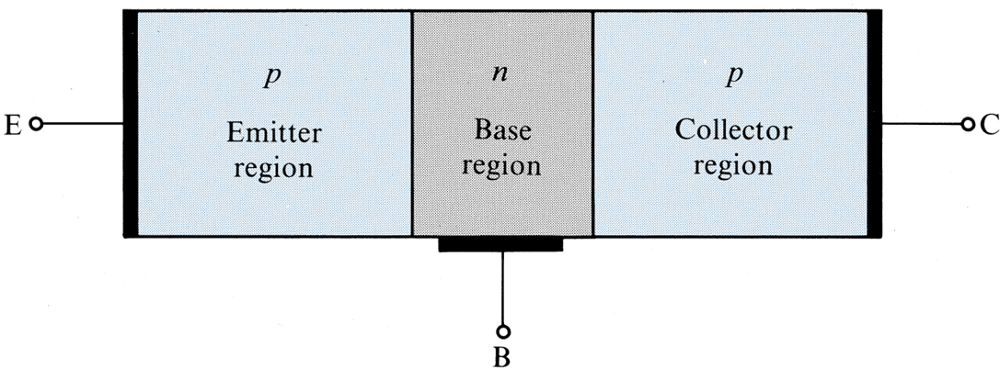 p
n
p
E
Emitter
region
Base
region
Collector
region
C
B